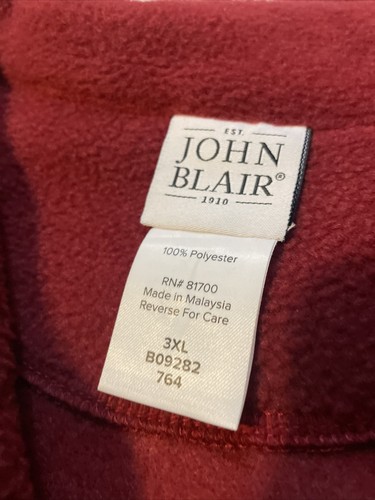 EST.
JOHN
BLAIR®
1910
100% Polyester
RN# 81700
Made in Malaysia
Reverse For Care
3XL
B09282
764